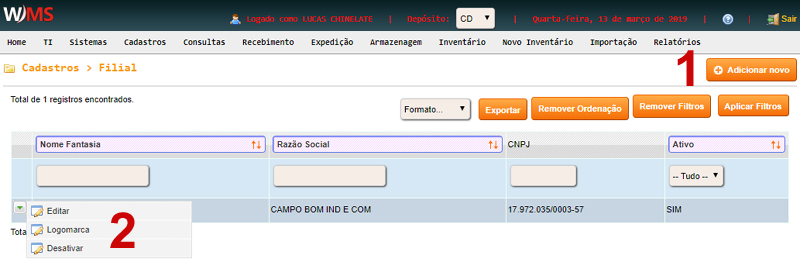 WMS
Logado como LUCAS CHINELATE | Depósito: CD | Quarta-Feira, 13 de março de 2019 | Sair
Home TI Sistemas Cadastros Consultas Recebimento Expedição Armazenagem Inventário Novo Inventário Importação Relatórios
Cadastros > Filial
1
Adicionar novo
Total de 1 registros encontrados.
Formato... Exportar Remover Ordenação Remover Filtros Aplicar Filtros
Nome Fantasia Razão Social CNPJ Ativo
-- Tudo --
CAMPO BOM IND E COM 17.972.035/0003-57 SIM
Editar
Logomarca
Desativar
2
Tota